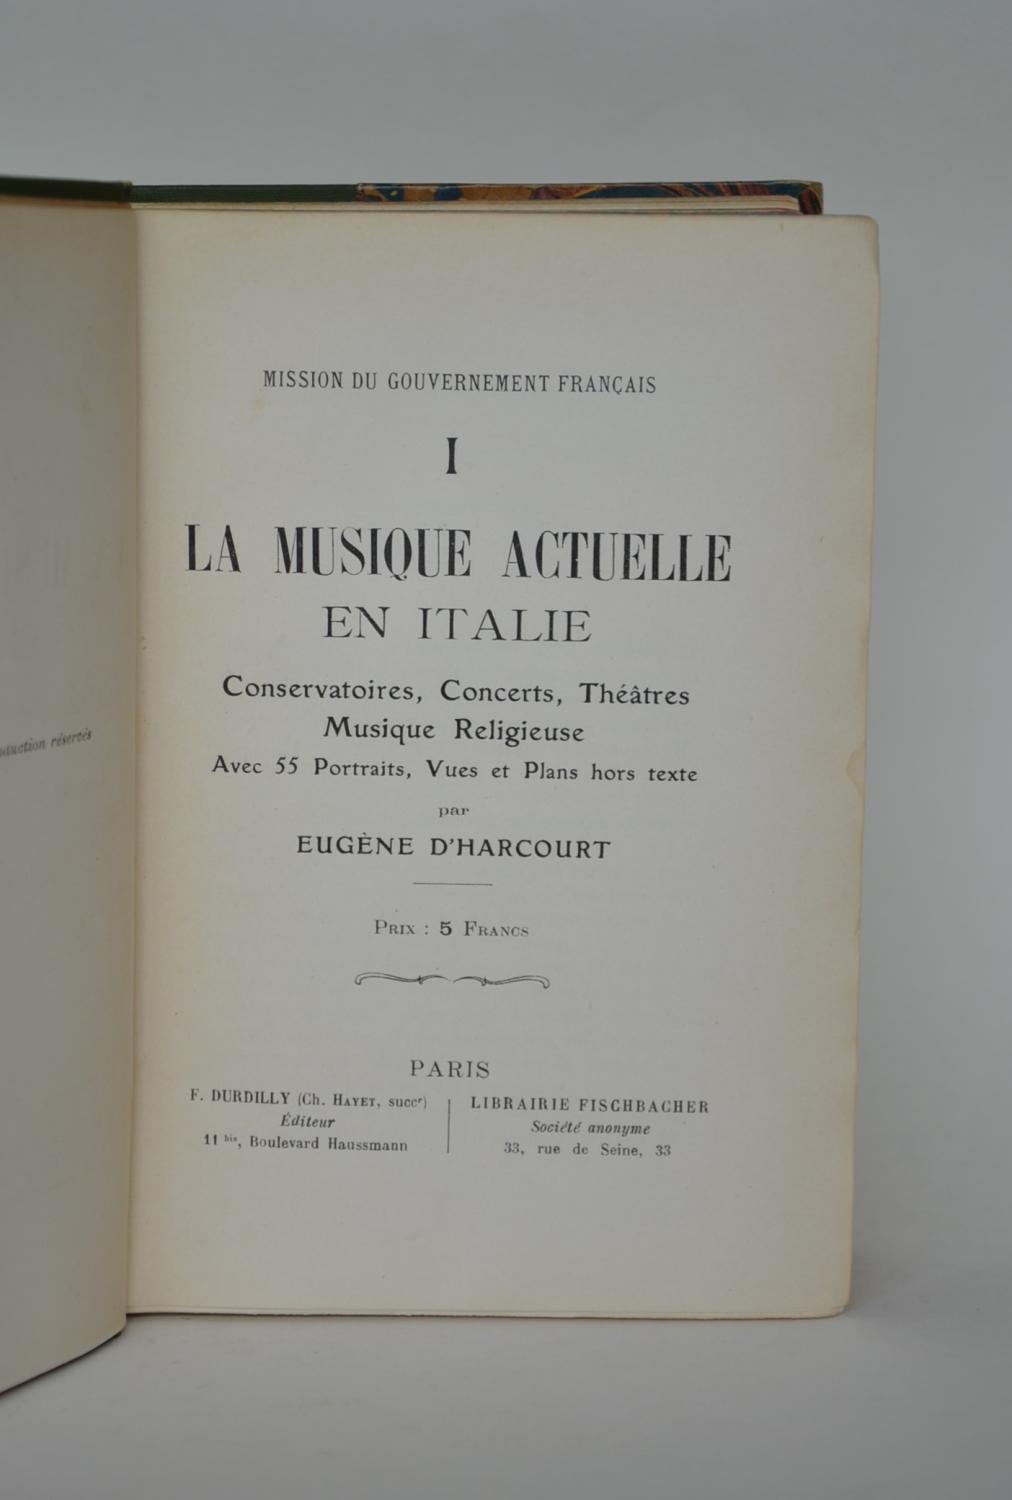 réservés
MISSION DU GOUVERNEMENT FRANÇAIS
I
LA MUSIQUE ACTUELLE
EN ITALIE
Conservatoires, Concerts, Théâtres
Musique Religieuse
Avec 55 Portraits, Vues et Plans hors texte
par
EUGÈNE D'HARCOURT
PRIX : 5 FRANCS
PARIS
F. DURDILLY (Ch. HAYET, succr)
Éditeur
11 bis, Boulevard Haussmann
LIBRAIRIE FISCHBACHER
Société anonyme
33, rue de Seine, 33